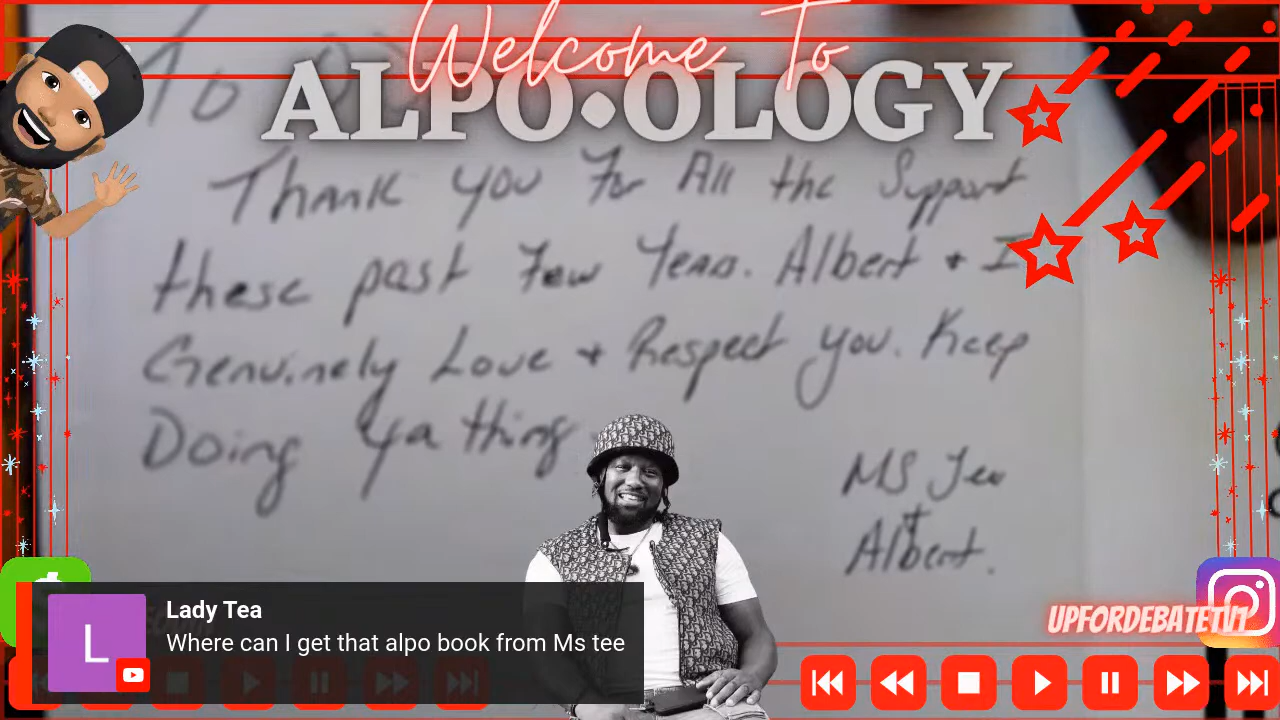 Welcome To
ALPO•OLOGY
Thank you For All the Support
these past Few Years. Albert + I
Genuinely Love + Respect you. Keep
Doing Ya thing
MS Tee
+
Albert.
Lady Tea
Where can I get that alpo book from Ms tee
L
UPFORDEBATETV1